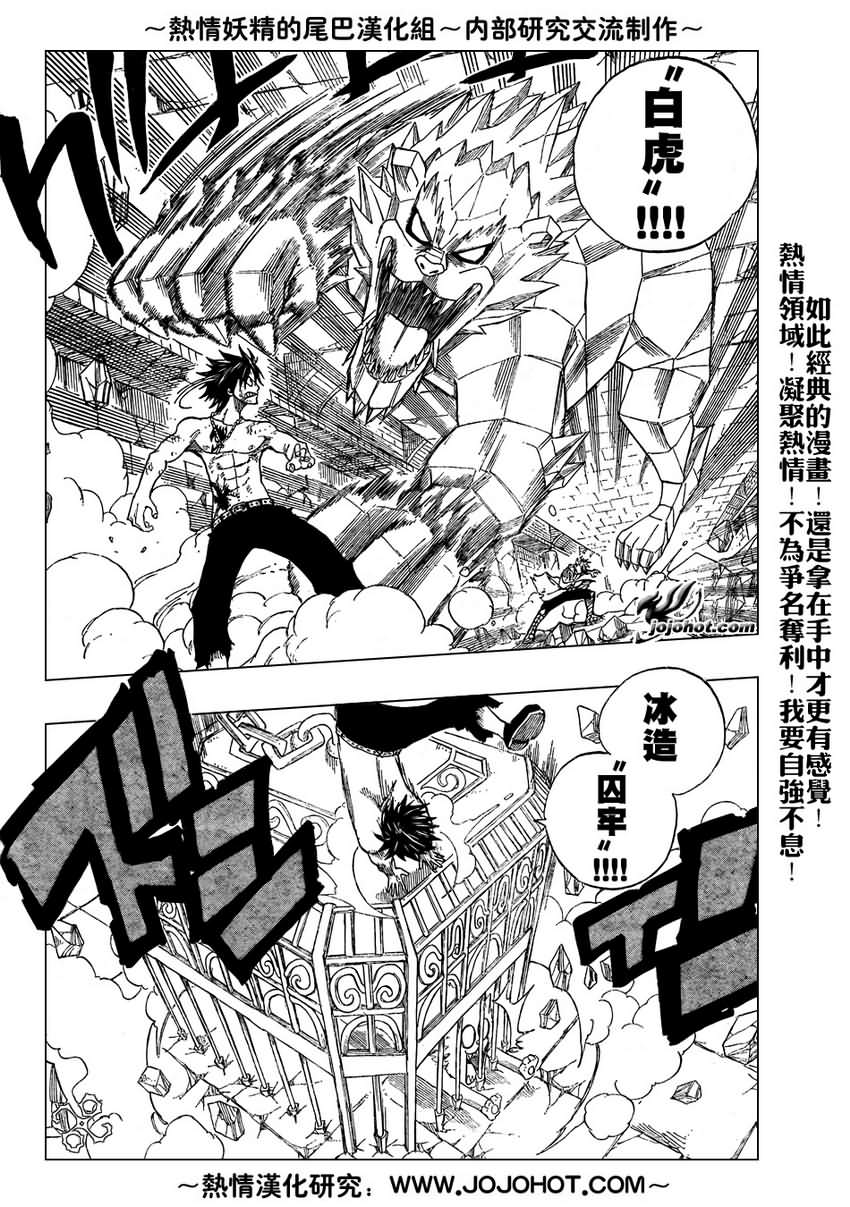 ～熱情妖精的尾巴漢化組～內部研究交流制作～
“白虎”!!!!
如此經典的漫畫！還是拿在手中才更有感覺！
熱情領域！凝聚熱情！不為爭名奪利！我要自強不息！
jojohot.com
冰造
“囚牢”!!!!
～熱情漢化研究：WWW.JOJOHOT.COM～